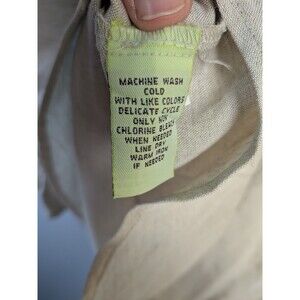 MACHINE WASH
COLD
WITH LIKE COLORS
DELICATE CYCLE
ONLY NON
CHLORINE BLEACH
WHEN NEEDED
LINE DRY
WARM IRON
IF NEEDED